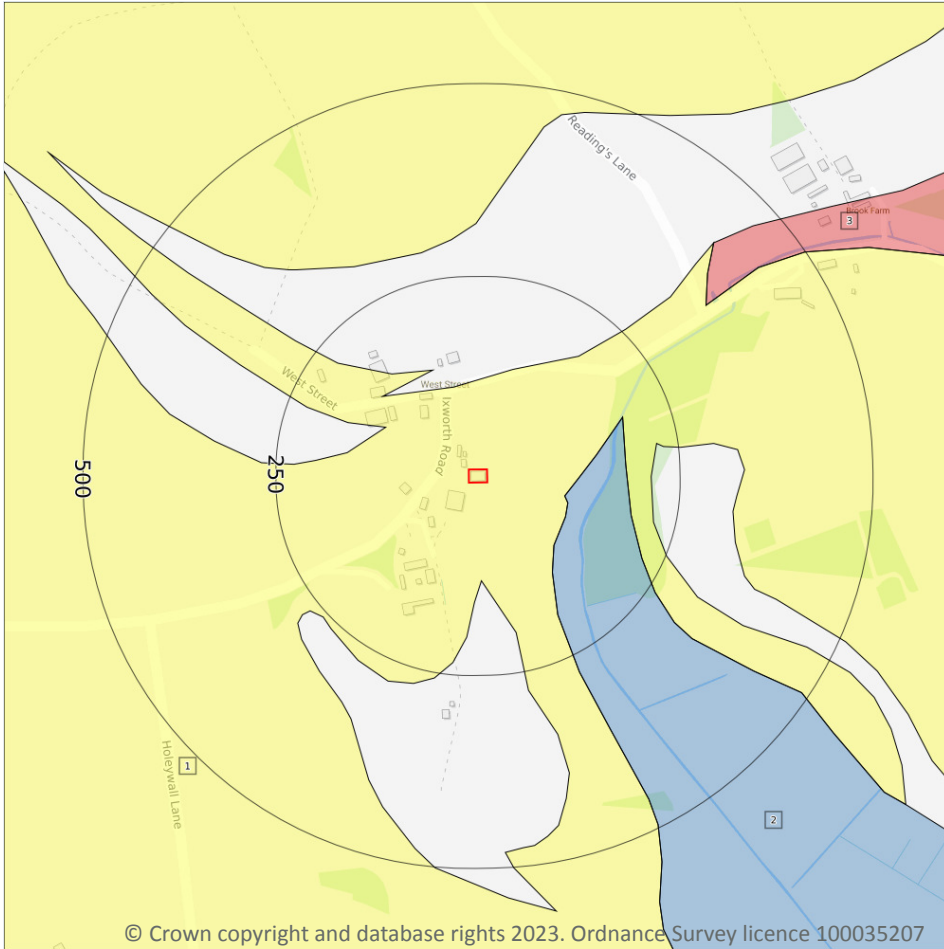 Reading's Lane
Brook Farm
3
West Street
West Street
Ixworth Road
500
250
Holeywall Lane
1
2
© Crown copyright and database rights 2023. Ordnance Survey licence 100035207